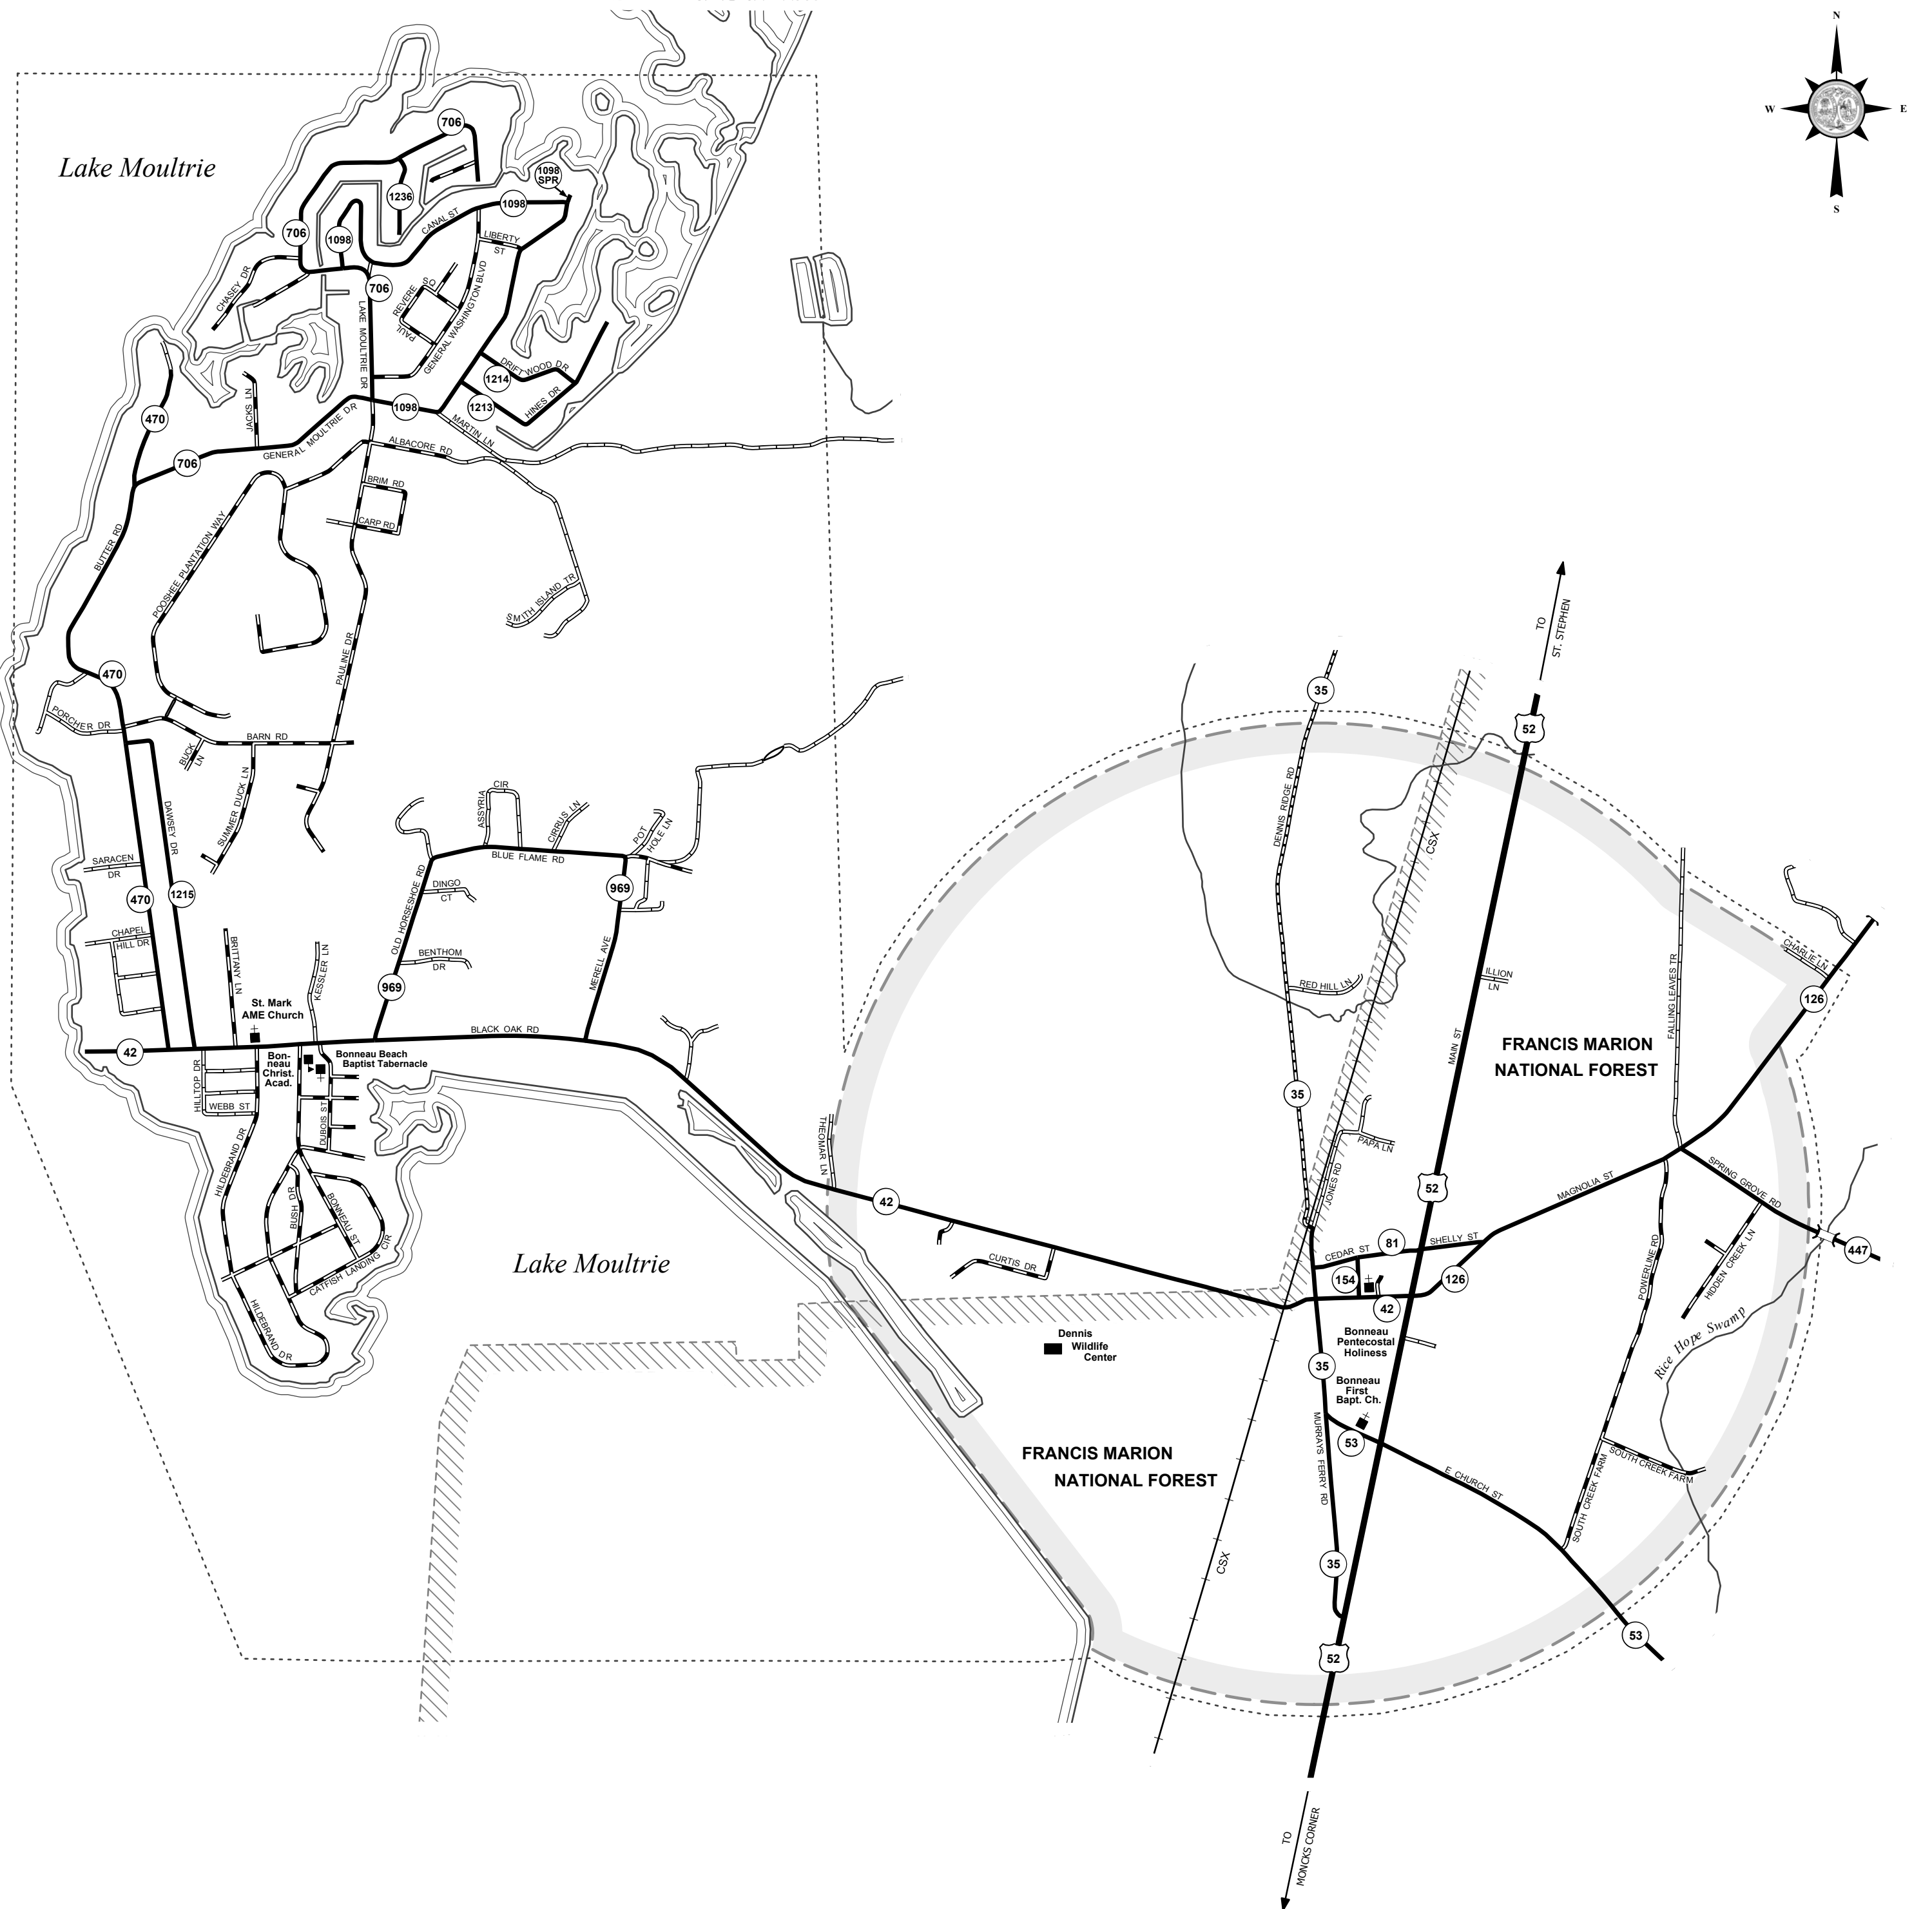 N
W
E
S
Lake Moultrie
706
1098
SPR
1236
1098
CANAL ST
706
1098
LIBERTY
ST
CHASEY DR
706
PAUL
REVERE
SQ
LAKE MOULTRIE DR
GENERAL WASHINGTON BLVD
DRIFTWOOD DR
1214
HINES DR
1213
1098
470
JACKS LN
GENERAL MOULTRIE DR
MARTIN LN
ALBACORE RD
706
BRIM RD
CARP RD
BUTTER RD
POOSHEE PLANTATION WAY
SMITH ISLAND TR
PAULINE DR
470
PORCHER DR
BARN RD
BUCK
LN
SUMMER DUCK LN
DAWSEY DR
ASSYRIA
CIR
CIRRUS LN
POT
HOLE LN
BLUE FLAME RD
SARACEN
DR
OLD HORSESHOE RD
DINGO
CT
969
470
1215
CHAPEL
HILL DR
BRITTANY LN
KESSLER LN
BENTHOM
DR
MERELL AVE
969
St. Mark
AME Church
BLACK OAK RD
42
Bon-
neau
Christ.
Acad.
Bonneau Beach
Baptist Tabernacle
HILLTOP DR
WEBB ST
DUBOIS ST
HILDEBRAND DR
BUSH DR
BONNEAU ST
CATFISH LANDING CIR
HILDEBRAND DR
Lake Moultrie
THEOMAR LN
42
CURTIS DR
TO
ST. STEPHEN
35
52
DENNIS RIDGE RD
CSX
RED HILL LN
ILLION
LN
FALLING LEAVES TR
CHARLIE LN
126
MAIN ST
FRANCIS MARION
NATIONAL FOREST
35
PAPA LN
JONES RD
52
MAGNOLIA ST
SPRING GROVE RD
81
CEDAR ST
SHELLY ST
447
154
126
42
POWERLINE RD
HIDDEN CREEK LN
Rice Hope Swamp
Dennis
Wildlife
Center
Bonneau
Pentecostal
Holiness
35
Bonneau
First
Bapt. Ch.
53
MURRAYS FERRY RD
FRANCIS MARION
NATIONAL FOREST
E CHURCH ST
SOUTH CREEK FARM
SOUTH CREEK FARM
CSX
35
53
52
TO
MONCKS CORNER